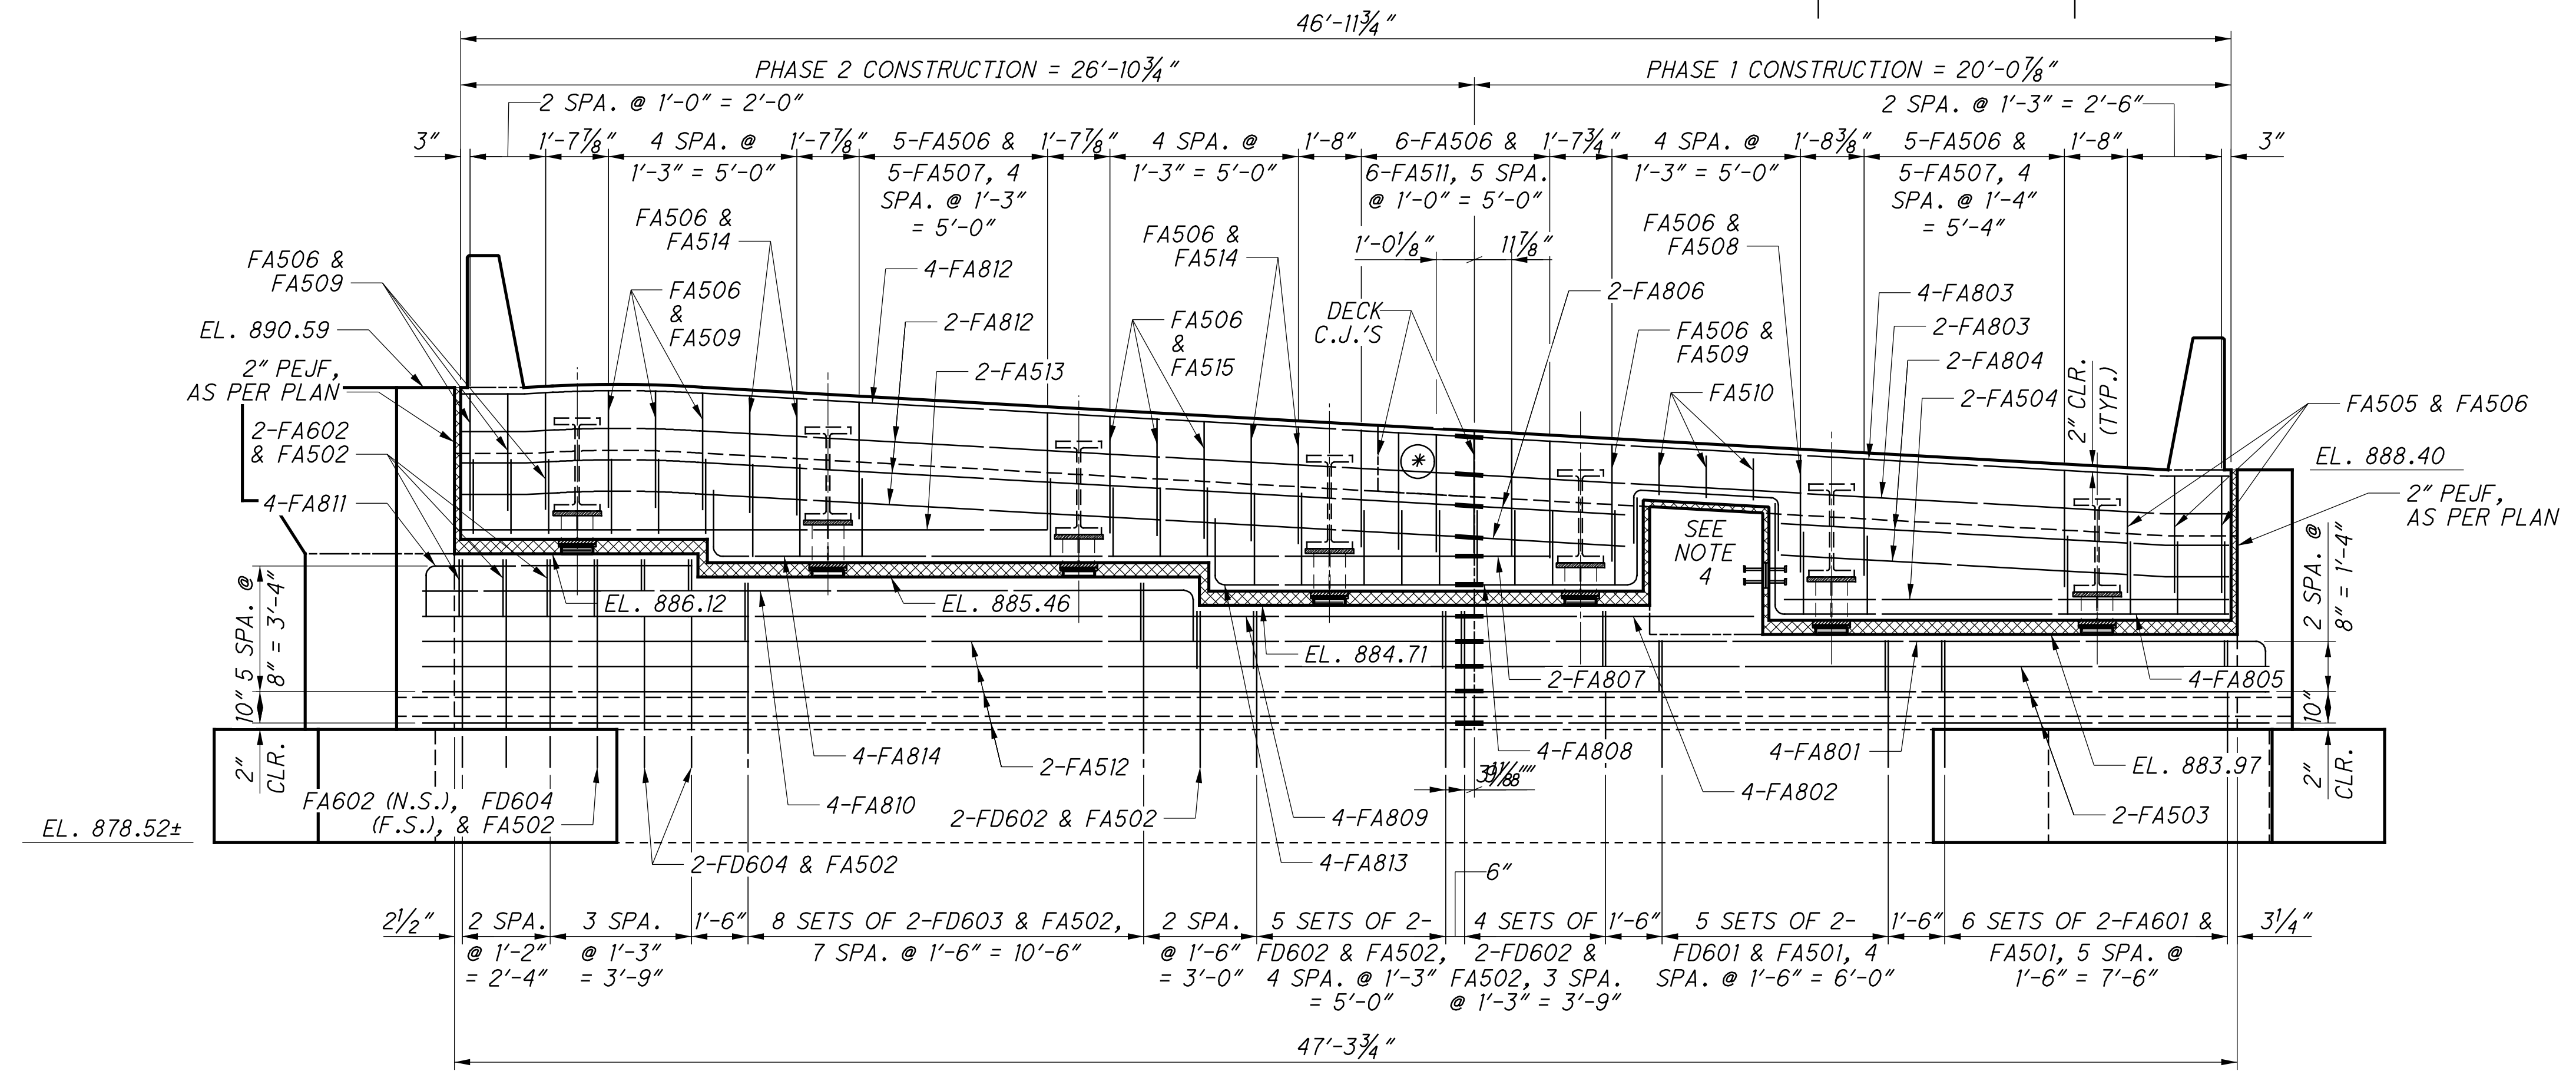 46'-11¾"
PHASE 2 CONSTRUCTION = 26'-10¾"
PHASE 1 CONSTRUCTION = 20'-0⅞"
2 SPA. @ 1'-0" = 2'-0"
2 SPA. @ 1'-3" = 2'-6"
3"
1'-7⅞"
4 SPA. @
1'-3" = 5'-0"
1'-7⅞"
5-FA506 &
5-FA507, 4
SPA. @ 1'-3"
= 5'-0"
1'-7⅞"
4 SPA. @
1'-3" = 5'-0"
1'-8"
6-FA506 &
6-FA511, 5 SPA.
@ 1'-0" = 5'-0"
1'-7¾"
4 SPA. @
1'-3" = 5'-0"
1'-8⅜"
5-FA506 &
5-FA507, 4
SPA. @ 1'-4"
= 5'-4"
1'-8"
3"
FA506 &
FA514
FA506 &
FA514
FA506 &
FA508
1'-0⅛"
11⅞"
FA506 &
FA509
4-FA812
FA506
&
FA509
2-FA806
4-FA803
EL. 890.59
2-FA812
DECK
C.J.'S
FA506
&
FA515
FA506 &
FA509
2-FA803
2-FA804
2" CLR.
(TYP.)
2" PEJF,
AS PER PLAN
2-FA513
FA510
2-FA504
FA505 & FA506
2-FA602
& FA502
*
EL. 888.40
4-FA811
2" PEJF,
AS PER PLAN
SEE
NOTE
4
5 SPA. @
8" = 3'-4"
10"
2 SPA. @
8" = 1'-4"
10"
EL. 886.12
EL. 885.46
EL. 884.71
2-FA807
4-FA805
2"
CLR.
4-FA814
2-FA512
4-FA808
4-FA801
EL. 883.97
2"
CLR.
FA602 (N.S.), FD604
(F.S.), & FA502
4-FA810
2-FD602 & FA502
4-FA809
4-FA802
2-FA503
EL. 878.52±
2-FD604 & FA502
4-FA813
6"
2½"
2 SPA.
@ 1'-2"
= 2'-4"
3 SPA.
@ 1'-3"
= 3'-9"
1'-6"
8 SETS OF 2-FD603 & FA502,
7 SPA. @ 1'-6" = 10'-6"
2 SPA.
@ 1'-6"
= 3'-0"
5 SETS OF 2-
FD602 & FA502,
4 SPA. @ 1'-3"
= 5'-0"
4 SETS OF
2-FD602 &
FA502, 3 SPA.
@ 1'-3" = 3'-9"
1'-6"
5 SETS OF 2-
FD601 & FA501, 4
SPA. @ 1'-6" = 6'-0"
1'-6"
6 SETS OF 2-FA601 &
FA501, 5 SPA. @
1'-6" = 7'-6"
3¼"
47'-3¾"